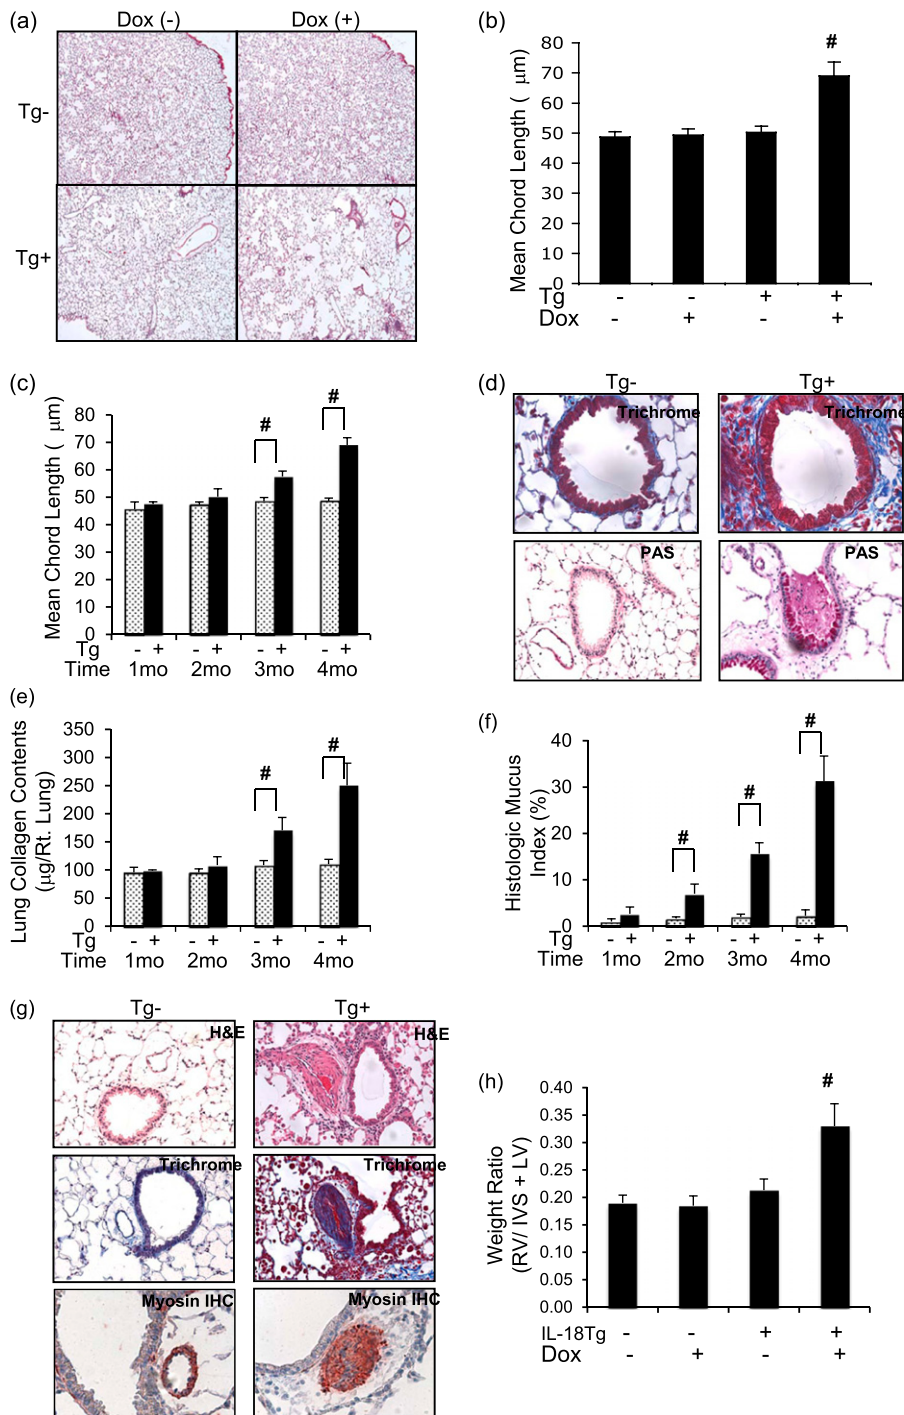 (a)
Dox (-)
Dox (+)
Tg-
Tg+
(b)
Mean Chord Length ( μm)
80
70
60
50
40
30
20
10
0
#
Tg - - + +
Dox - + - +
(c)
Mean Chord Length ( μm)
80
70
60
50
40
30
20
10
0
#
#
Tg - + - + - + - +
Time 1mo 2mo 3mo 4mo
(d)
Tg-
Tg+
Trichrome
Trichrome
PAS
PAS
(e)
Lung Collagen Contents
(μg/Rt. Lung)
350
300
250
200
150
100
50
0
#
#
Tg - + - + - + - +
Time 1mo 2mo 3mo 4mo
(f)
Histologic Mucus
Index (%)
40
30
20
10
0
#
#
#
Tg - + - + - + - +
Time 1mo 2mo 3mo 4mo
(g)
Tg-
Tg+
H&E
H&E
Trichrome
Trichrome
Myosin IHC
Myosin IHC
(h)
Weight Ratio
(RV/ IVS + LV)
0.40
0.35
0.30
0.25
0.20
0.15
0.10
0.05
0.00
#
IL-18Tg - - + +
Dox - + - +